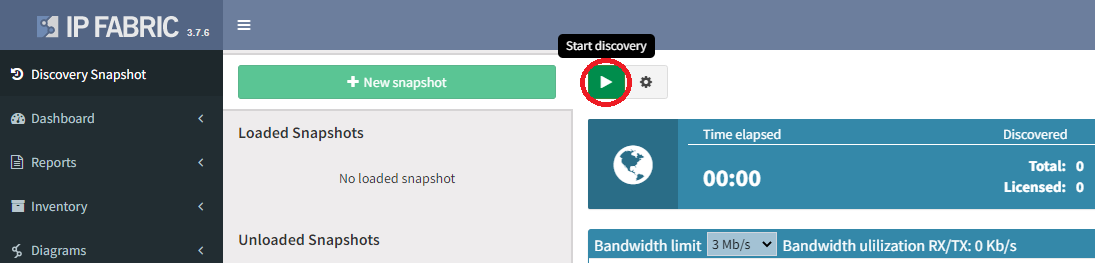 IP FABRIC 3.7.6
Start discovery
Discovery Snapshot
Dashboard
Reports
Inventory
Diagrams
New snapshot
Loaded Snapshots
No loaded snapshot
Unloaded Snapshots
Time elapsed Discovered
00:00
Total: 0
Licensed: 0
Bandwidth limit 3 Mb/s Bandwidth ulilization RX/TX: 0 Kb/s